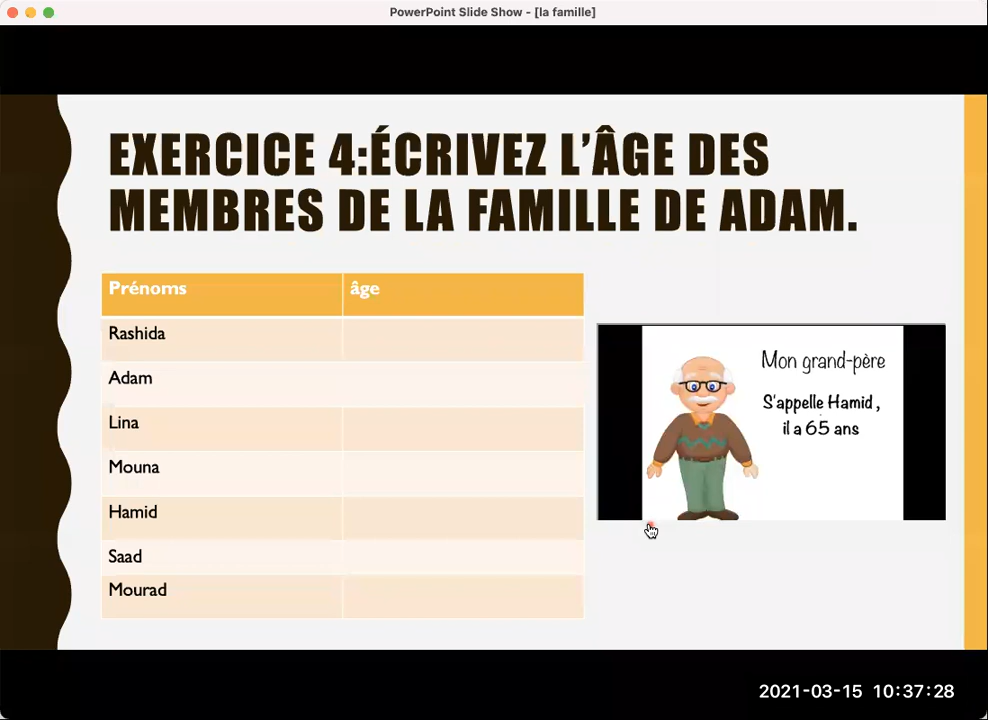 PowerPoint Slide Show - [la famille]
EXERCICE 4:ÉCRIVEZ L’ÂGE DES
MEMBRES DE LA FAMILLE DE ADAM.
Prénoms âge
Rashida
Adam
Lina
Mouna
Hamid
Saad
Mourad
Mon grand-père
S'appelle Hamid ,
il a 65 ans
2021-03-15 10:37:28